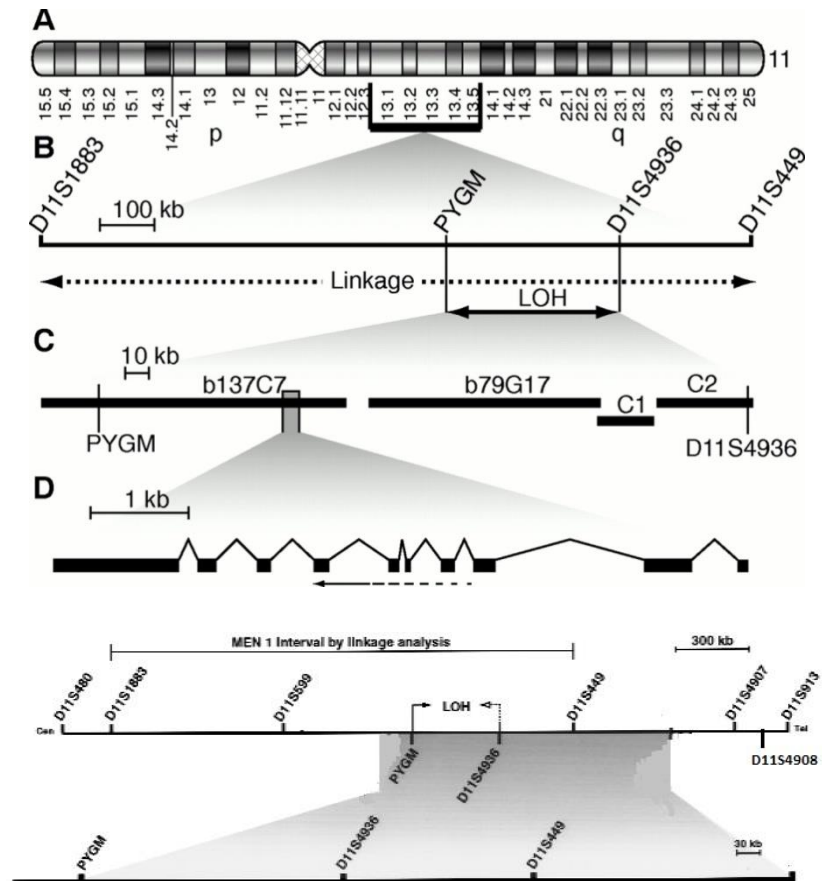 A
11
15.5 15.4 15.3 15.2 15.1 14.3 14.2 14.1 13 12 11.2 11.12 11.11 11 12.1 12.2 12.3 13.1 13.2 13.3 13.4 13.5 14.1 14.2 14.3 21 22.1 22.2 22.3 23.1 23.2 23.3 24.1 24.2 24.3 25
p q
B
D11S1883 PYGM D11S4936 D11S449
100 kb
Linkage
LOH
C
10 kb
b137C7 b79G17 C1 C2
PYGM D11S4936
D
1 kb
MEN 1 Interval by linkage analysis
300 kb
D11S480 D11S1883 D11S599 D11S449 D11S4907 D11S913
LOH
Cen Tel
PYGM D11S4936 D11S4908
PYGM D11S4936 D11S449
30 kb